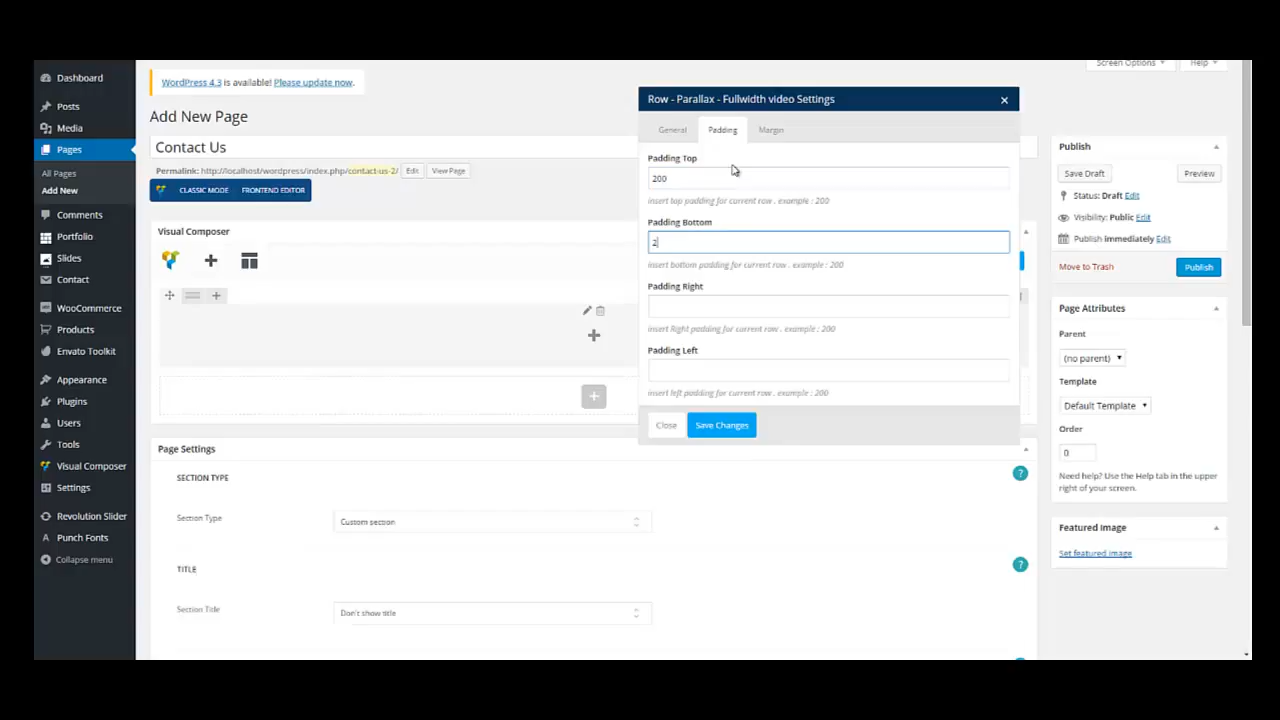 Screen Options Help
Dashboard
Posts
Media
Pages
All Pages
Add New
Comments
Portfolio
Slides
Contact
WooCommerce
Products
Envato Toolkit
Appearance
Plugins
Users
Tools
Visual Composer
Settings
Revolution Slider
Punch Fonts
Collapse menu
WordPress 4.3 is available! Please update now.
Add New Page
Contact Us
Permalink: http://localhost/wordpress/index.php/contact-us-2/ Edit View Page
CLASSIC MODE FRONTEND EDITOR
Visual Composer
Row - Parallax - Fullwidth video Settings
General Padding Margin
Padding Top
200
insert top padding for current row . example : 200
Padding Bottom
2
insert bottom padding for current row . example : 200
Padding Right
insert Right padding for current row . example : 200
Padding Left
insert left padding for current row . example : 200
Close Save Changes
Page Settings
SECTION TYPE
?
Section Type Custom section
TITLE
?
Section Title Don't show title
Publish
Save Draft Preview
Status: Draft Edit
Visibility: Public Edit
Publish immediately Edit
Move to Trash Publish
Page Attributes
Parent
(no parent)
Template
Default Template
Order
0
Need help? Use the Help tab in the upper
right of your screen.
Featured Image
Set featured image